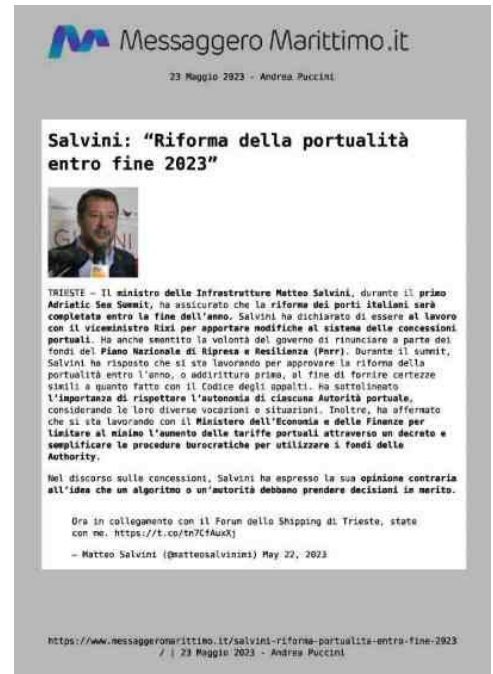 Messaggero Marittimo.it
23 Maggio 2023 - Andrea Puccini
Salvini: “Riforma della portualità
entro fine 2023”
TRIESTE – Il ministro delle Infrastrutture Matteo Salvini, durante il primo
Adriatic Sea Summit, ha assicurato che la riforma dei porti italiani sarà
completata entro la fine dell'anno. Salvini ha dichiarato di essere al lavoro
con il viceministro Rixi per apportare modifiche al sistema delle concessioni
portuali. Ha anche smentito la volontà del governo di rinunciare a parte dei
fondi del Piano Nazionale di Ripresa e Resilienza (Pnrr). Durante il summit,
Salvini ha risposto che si sta lavorando per approvare la riforma della
portualità entro l'anno, o addirittura prima, al fine di fornire certezze
simili a quanto fatto con il Codice degli appalti. Ha sottolineato
l'importanza di rispettare l'autonomia di ciascuna Autorità portuale,
considerando le loro diverse vocazioni e situazioni. Inoltre, ha affermato
che si sta lavorando con il Ministero dell'Economia e delle Finanze per
limitare al minimo l'aumento delle tariffe portuali attraverso un decreto e
semplificare le procedure burocratiche per utilizzare i fondi delle
Authority.
Nel discorso sulle concessioni, Salvini ha espresso la sua opinione contraria
all'idea che un algoritmo o un'autorità debbano prendere decisioni in merito.
Ora in collegamento con il Forum dello Shipping di Trieste, state
con me. https://t.co/tn7CfAuxXj
— Matteo Salvini (@matteosalvinimi) May 22, 2023
https://www.messaggeromarittimo.it/salvini-riforma-portualita-entro-fine-2023
/ | 23 Maggio 2023 - Andrea Puccini